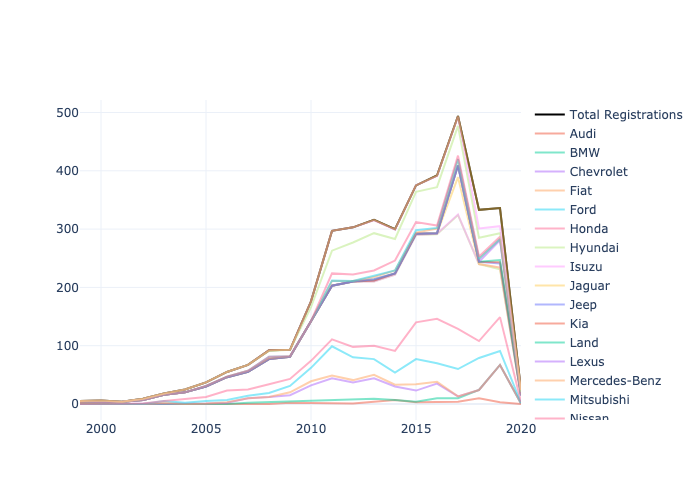 500
400
300
200
100
0
2000
2005
2010
2015
2020
Total Registrations
Audi
BMW
Chevrolet
Fiat
Ford
Honda
Hyundai
Isuzu
Jaguar
Jeep
Kia
Land
Lexus
Mercedes-Benz
Mitsubishi
Nissan